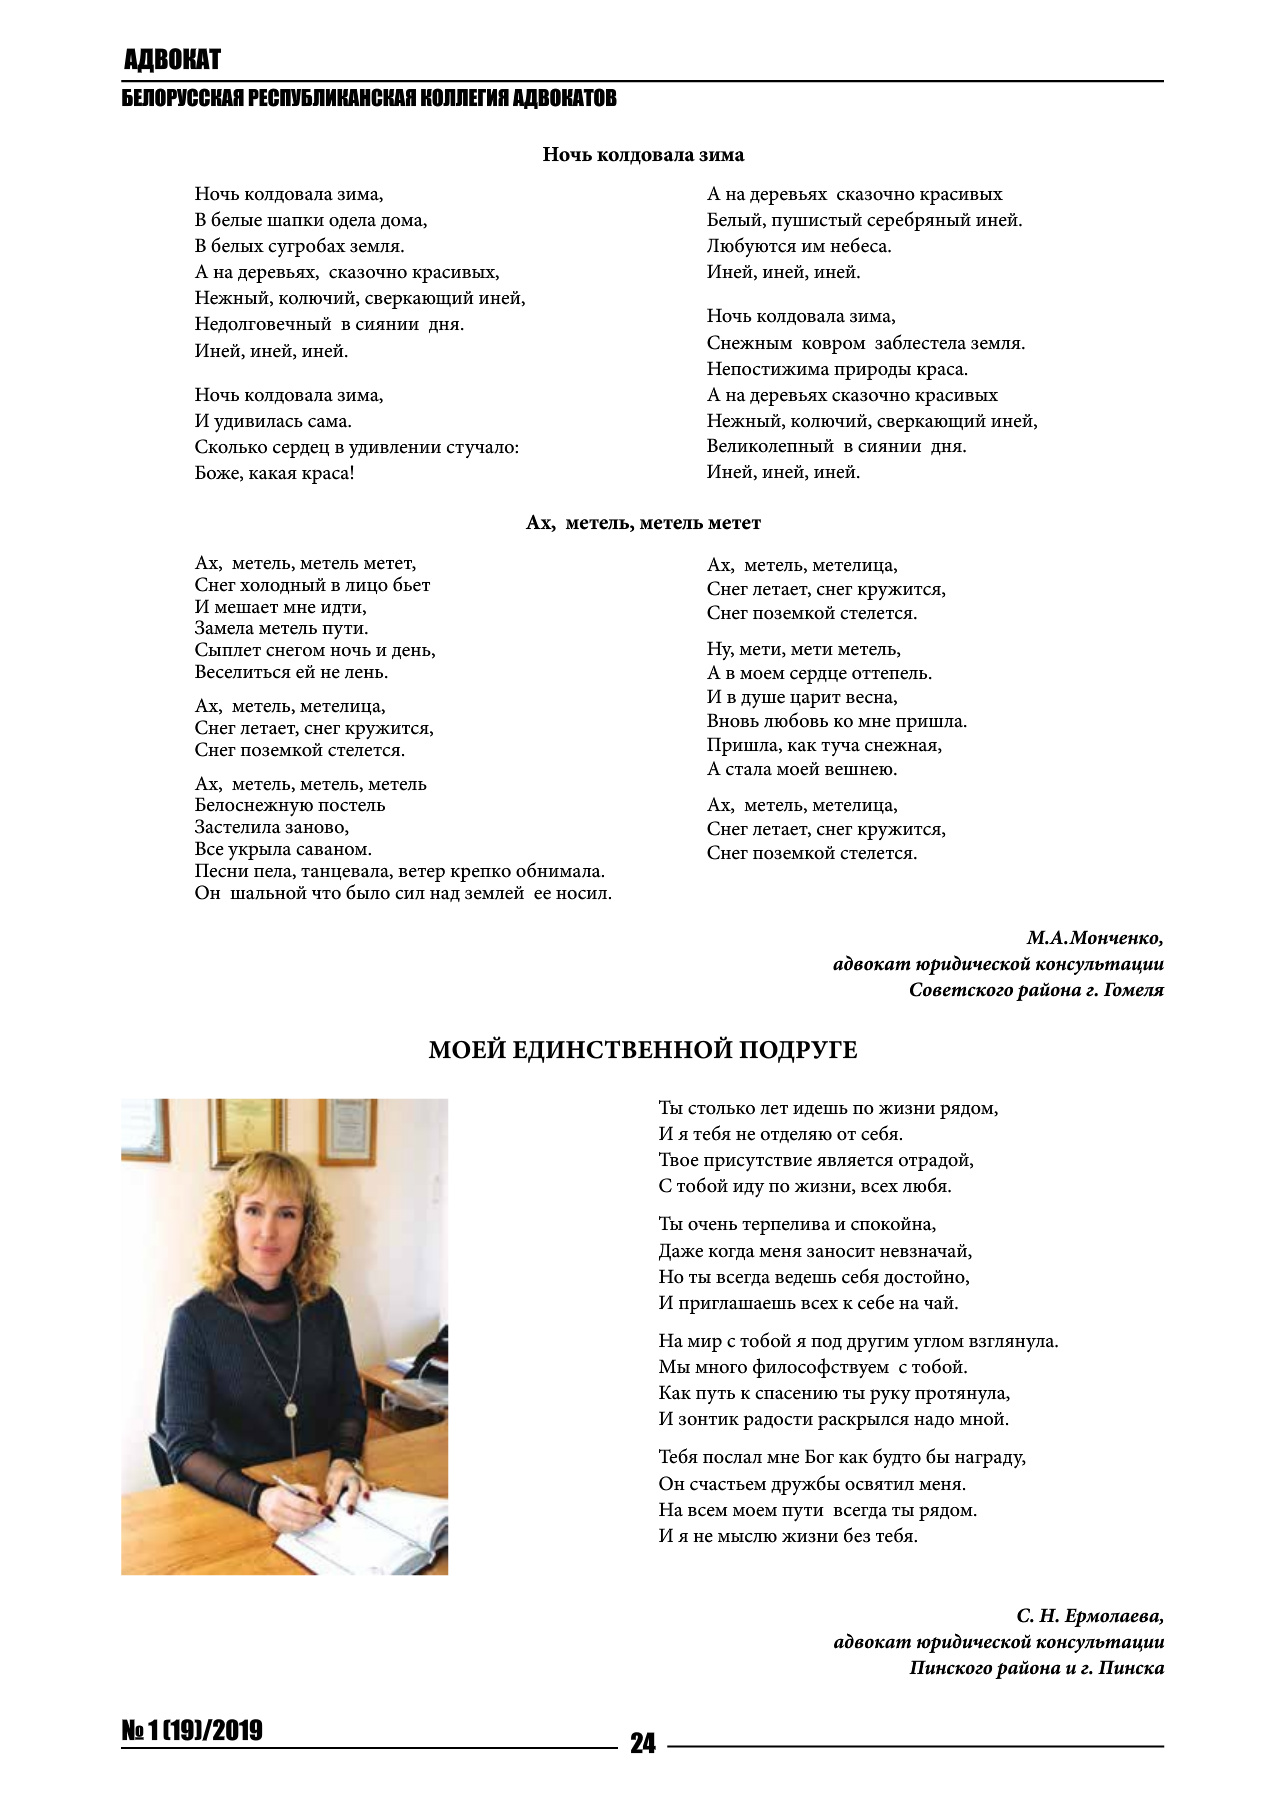 АДВОКАТ
БЕЛОРУССКАЯ РЕСПУБЛИКАНСКАЯ КОЛЛЕГИЯ АДВОКАТОВ
Ночь колдовала зима
Ночь колдовала зима,
В белые шапки одела дома,
В белых сугробах земля.
А на деревьях, сказочно красивых,
Нежный, колючий, сверкающий иней,
Недолговечный в сиянии дня.
Иней, иней, иней.
Ночь колдовала зима,
И удивилась сама.
Сколько сердец в удивлении стучало:
Боже, какая краса!
А на деревьях сказочно красивых
Белый, пушистый серебряный иней.
Любуются им небеса.
Иней, иней, иней.
Ночь колдовала зима,
Снежным ковром заблестела земля.
Непостижима природы краса.
А на деревьях сказочно красивых
Нежный, колючий, сверкающий иней,
Великолепный в сиянии дня.
Иней, иней, иней.
Ах, метель, метель метет
Ах, метель, метель метет,
Снег холодный в лицо бьет
И мешает мне идти,
Замела метель пути.
Сыплет снегом ночь и день,
Веселиться ей не лень.
Ах, метель, метелица,
Снег летает, снег кружится,
Снег поземкой стелется.
Ах, метель, метель, метель
Белоснежную постель
Застелила заново,
Все укрыла саваном.
Песни пела, танцевала, ветер крепко обнимала.
Он шальной что было сил над землей ее носил.
Ах, метель, метелица,
Снег летает, снег кружится,
Снег поземкой стелется.
Ну, мети, мети метель,
А в моем сердце оттепель.
И в душе царит весна,
Вновь любовь ко мне пришла.
Пришла, как туча снежная,
А стала моей вешнею.
Ах, метель, метелица,
Снег летает, снег кружится,
Снег поземкой стелется.
М.А.Монченко,
адвокат юридической консультации
Советского района г. Гомеля
МОЕЙ ЕДИНСТВЕННОЙ ПОДРУГЕ
Ты столько лет идешь по жизни рядом,
И я тебя не отделяю от себя.
Твое присутствие является отрадой,
С тобой иду по жизни, всех любя.
Ты очень терпелива и спокойна,
Даже когда меня заносит невзначай,
Но ты всегда ведешь себя достойно,
И приглашаешь всех к себе на чай.
На мир с тобой я под другим углом взглянула.
Мы много философствуем с тобой.
Как путь к спасению ты руку протянула,
И зонтик радости раскрылся надо мной.
Тебя послал мне Бог как будто бы награду,
Он счастьем дружбы освятил меня.
На всем моем пути всегда ты рядом.
И я не мыслю жизни без тебя.
С. Н. Ермолаева,
адвокат юридической консультации
Пинского района и г. Пинска
№ 1 (19)/2019
24